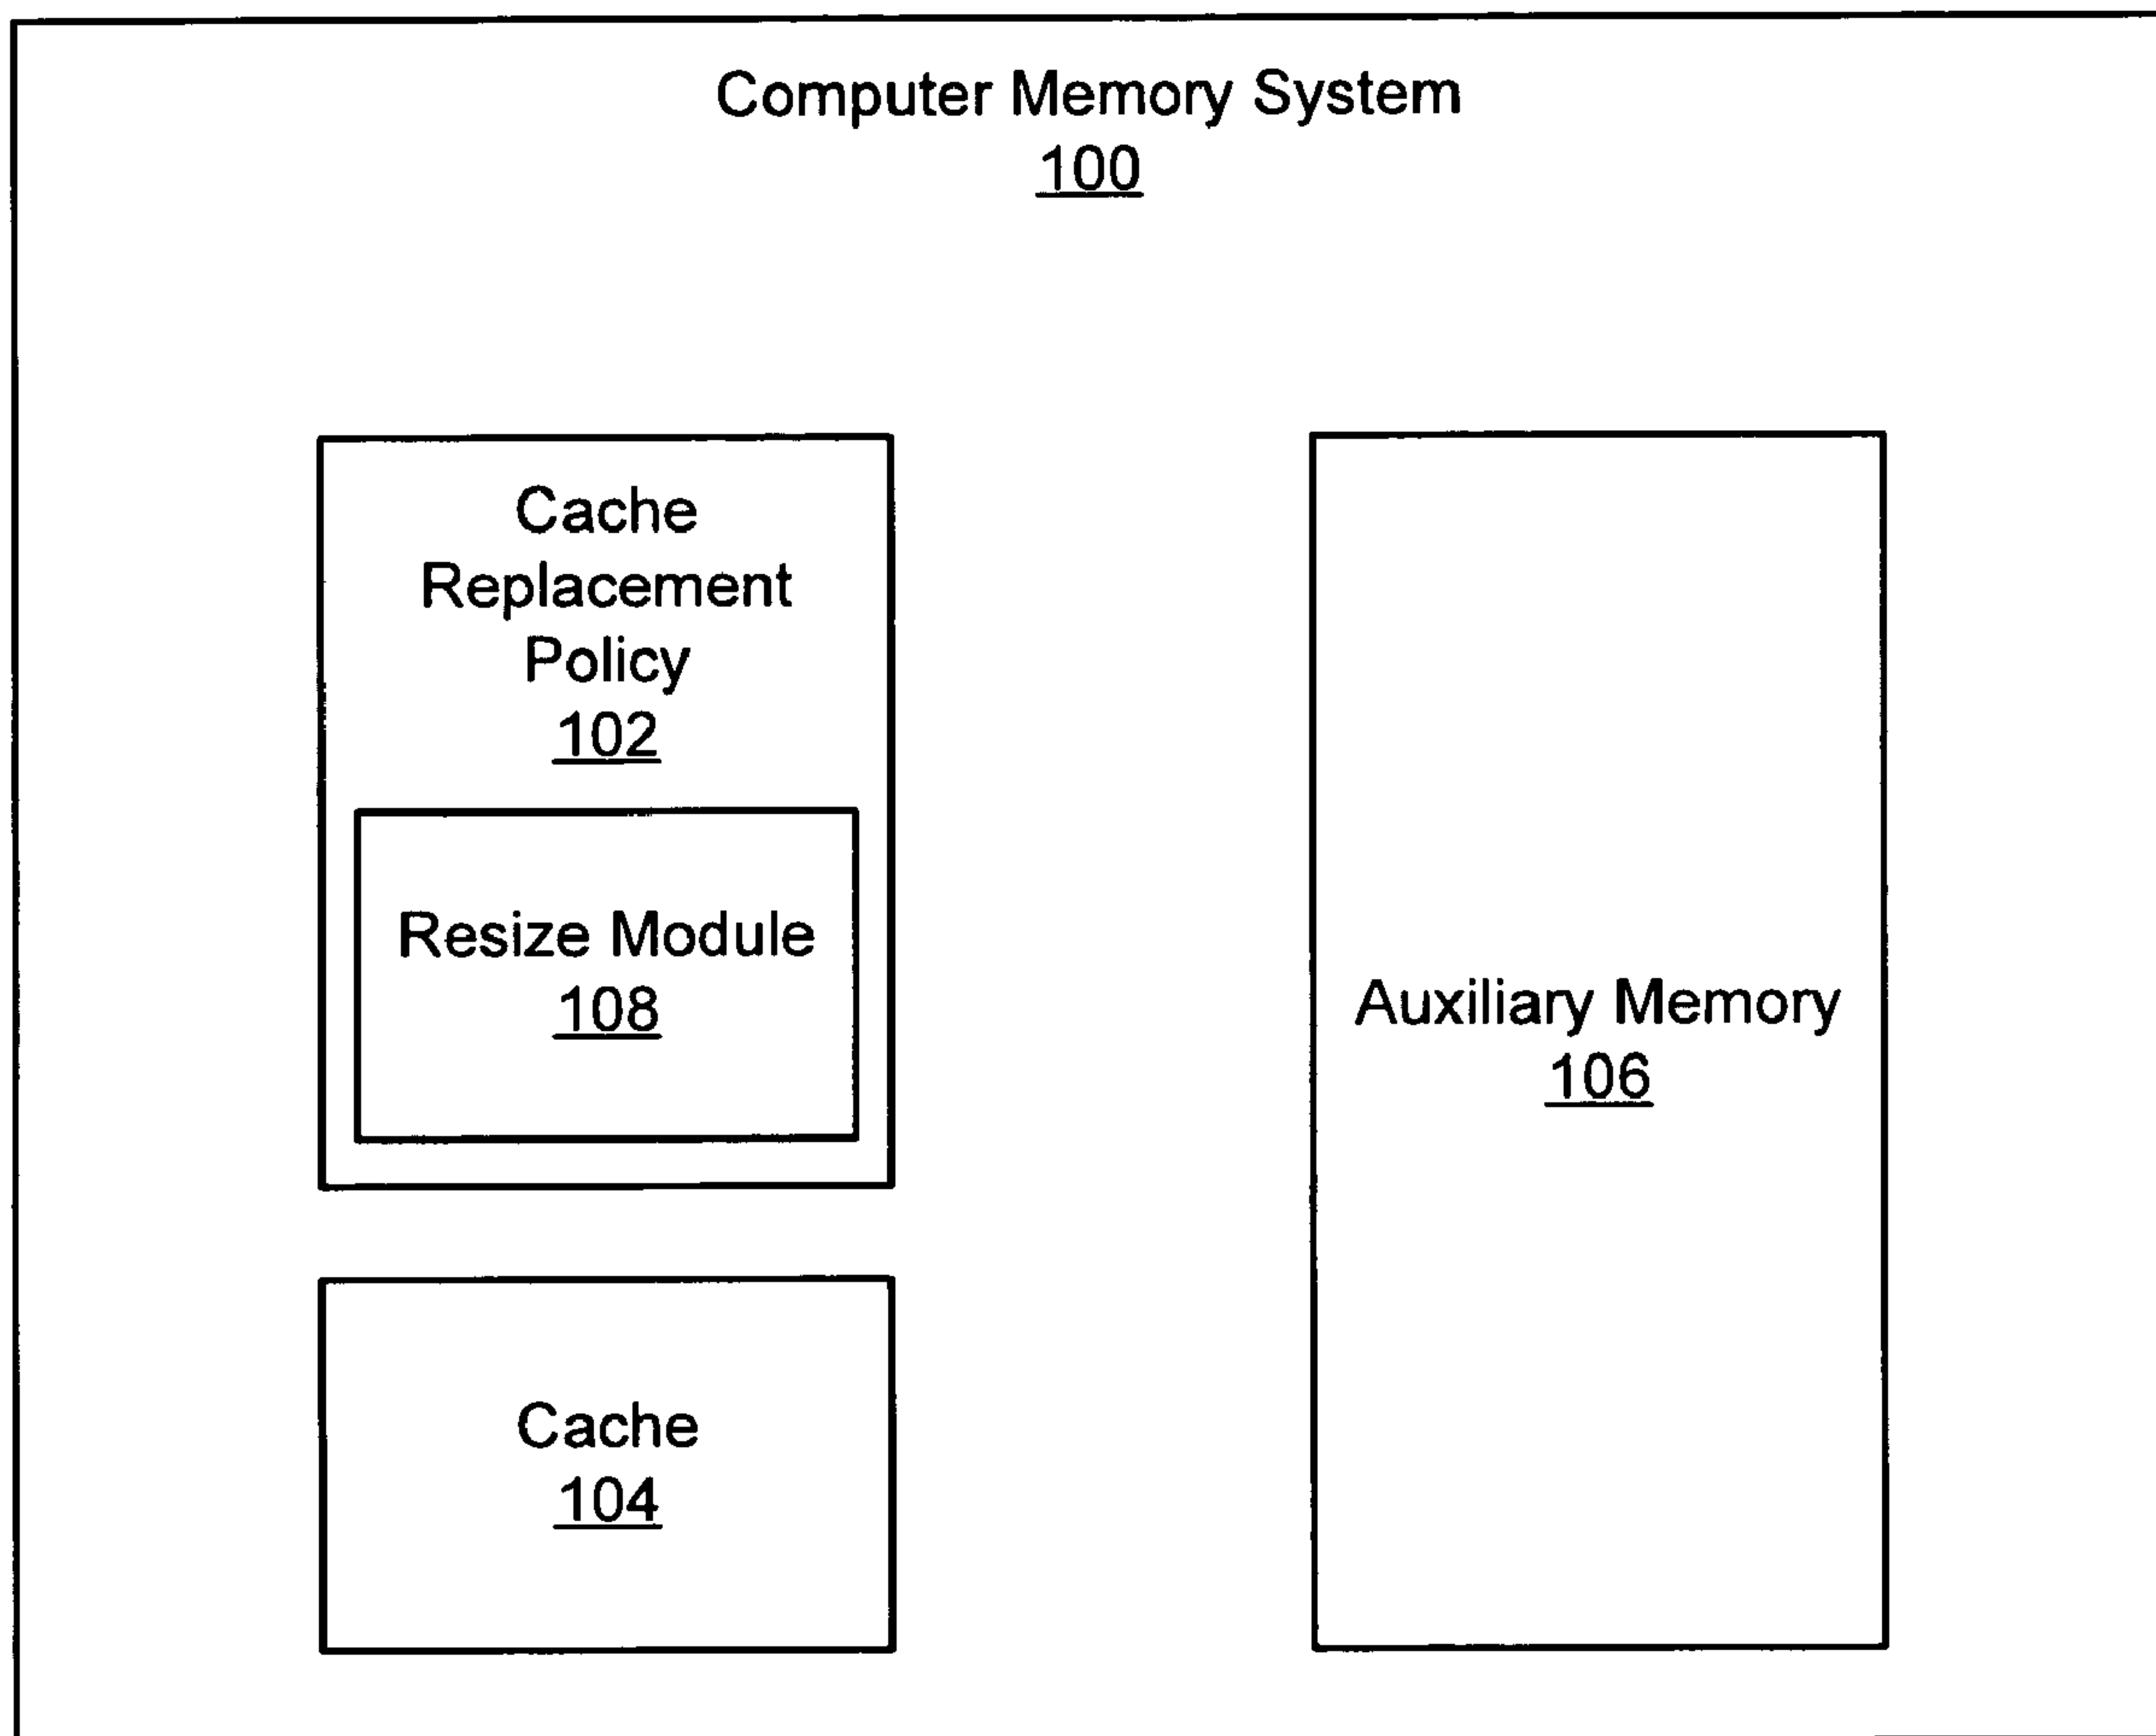 Computer Memory System
100
Cache
Replacement
Policy
102
Resize Module
108
Cache
104
Auxiliary Memory
106